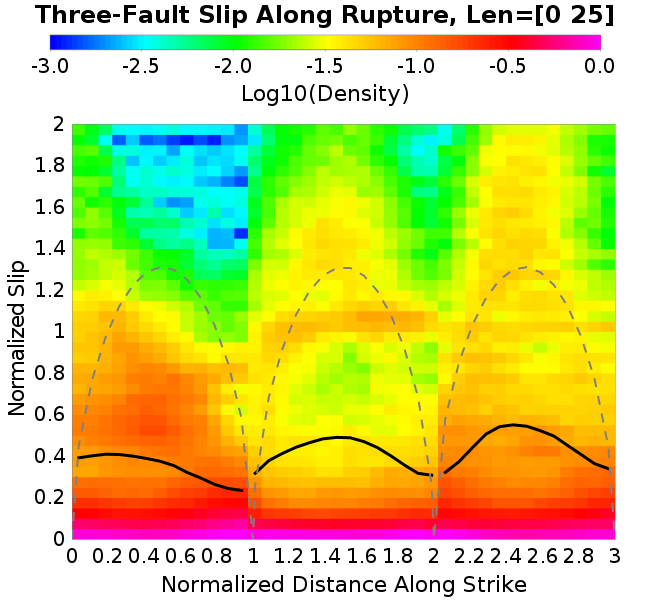 Three-Fault Slip Along Rupture, Len=[0 25]
-3.0 -2.5 -2.0 -1.5 -1.0 -0.5 0.0
Log10(Density)
2
1.8
1.6
1.4
1.2
1
0.8
0.6
0.4
0.2
0
Normalized Slip
0 0.2 0.4 0.6 0.8 1 1.2 1.4 1.6 1.8 2 2.2 2.4 2.6 2.8 3
Normalized Distance Along Strike